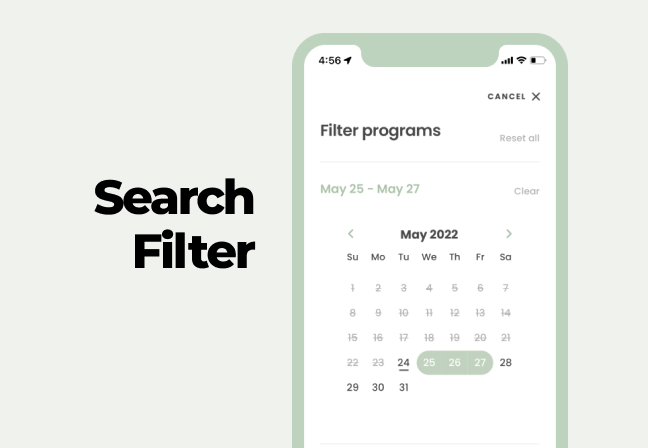 Search
Filter
4:56
CANCEL
Filter programs
Reset all
May 25 - May 27
Clear
May 2022
Su Mo Tu We Th Fr Sa
1 2 3 4 5 6 7
8 9 10 11 12 13 14
15 16 17 18 19 20 21
22 23 24 25 26 27 28
29 30 31